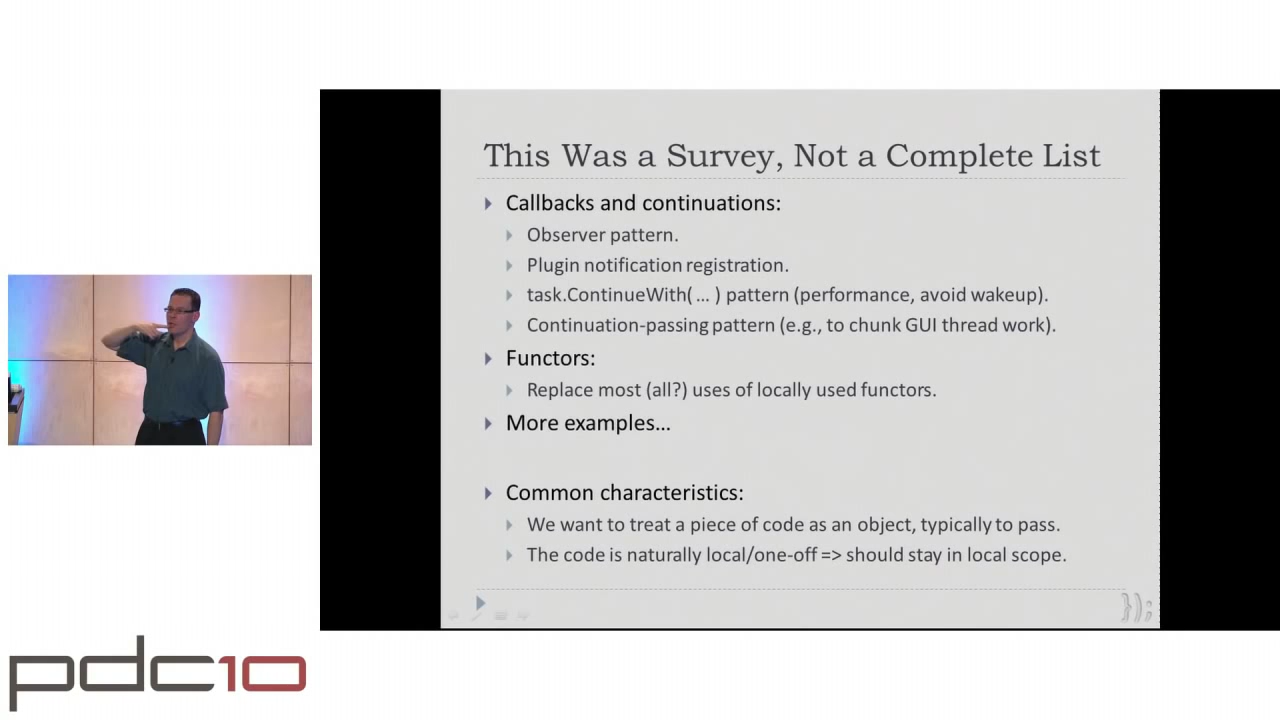 This Was a Survey, Not a Complete List
Callbacks and continuations:
Observer pattern.
Plugin notification registration.
task.ContinueWith( … ) pattern (performance, avoid wakeup).
Continuation-passing pattern (e.g., to chunk GUI thread work).
Functors:
Replace most (all?) uses of locally used functors.
More examples…
Common characteristics:
We want to treat a piece of code as an object, typically to pass.
The code is naturally local/one-off => should stay in local scope.
});
pdc10